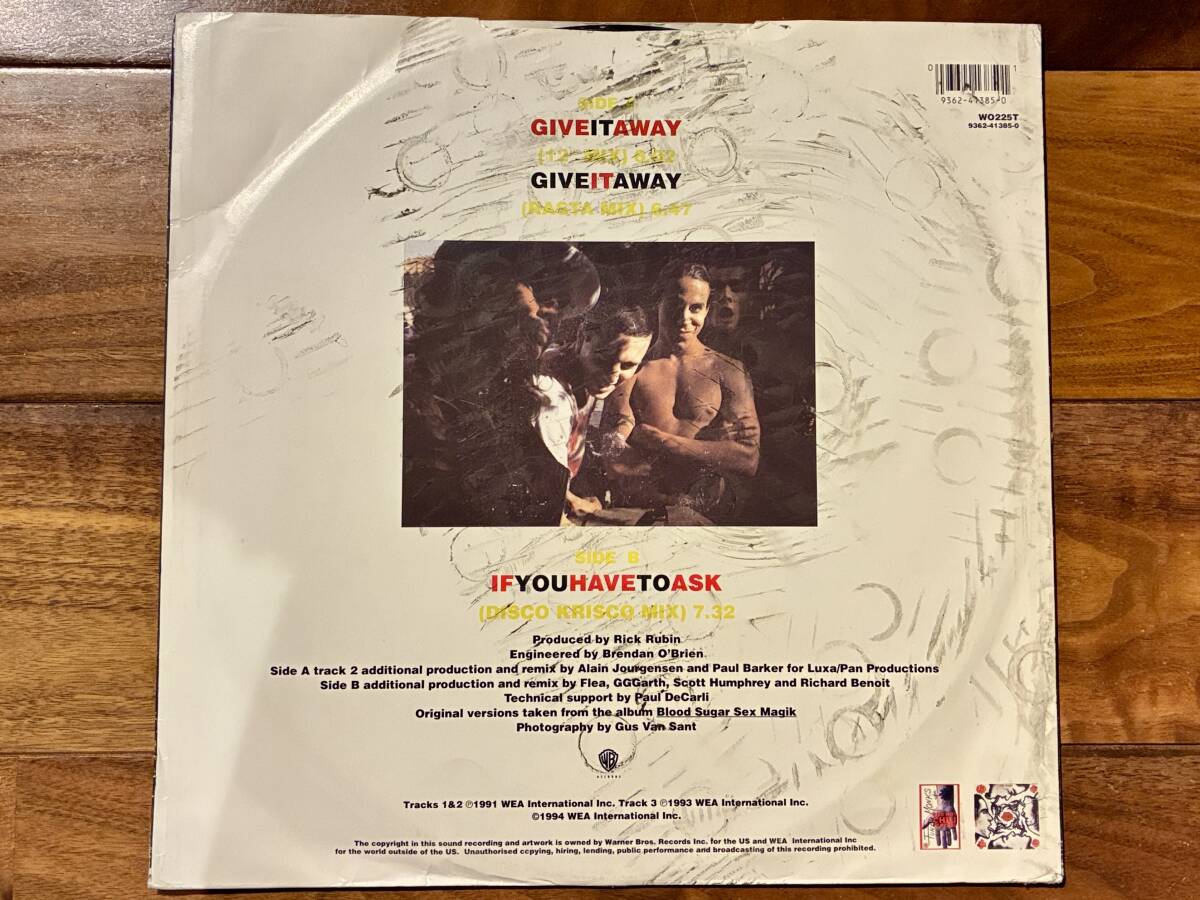 SIDE A
GIVEITAWAY
(12" MIX) 6.02
GIVEITAWAY
(RASTA MIX) 6.47
0 1
9362-41385-0
WO225T
9362-41385-0
SIDE B
IFYOUHAVETOASK
(DISCO KRISCO MIX) 7.32
Produced by Rick Rubin
Engineered by Brendan O'Brien
Side A track 2 additional production and remix by Alain Jourgensen and Paul Barker for Luxa/Pan Productions
Side B additional production and remix by Flea, GGGarth, Scott Humphrey and Richard Benoit
Technical support by Paul DeCarli
Original versions taken from the album Blood Sugar Sex Magik
Photography by Gus Van Sant
WB
RECORDS
Tracks 1&2 ℗1991 WEA International Inc. Track 3 ℗1993 WEA International Inc.
©1994 WEA International Inc.
The copyright in this sound recording and artwork is owned by Warner Bros. Records Inc. for the US and WEA International Inc
for the world outside of the US. Unauthorised copying, hiring, lending, public performance and broadcasting of this recording prohibited.